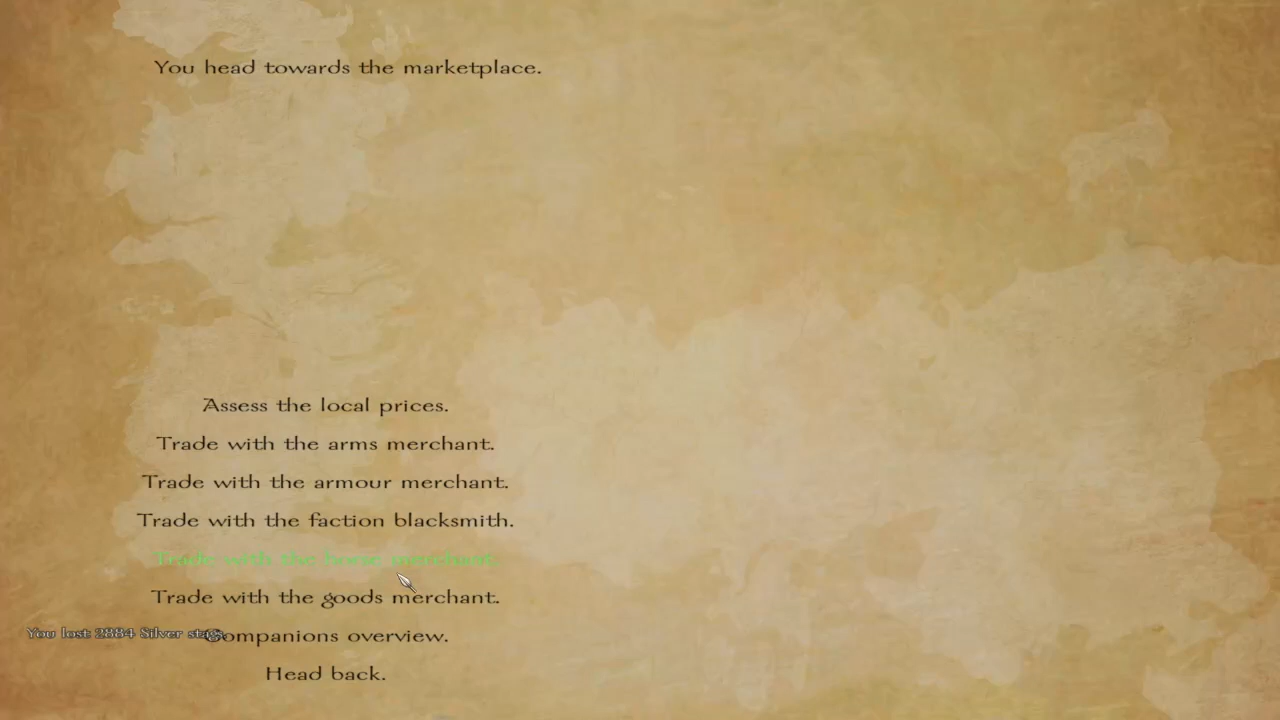 You head towards the marketplace.
Assess the local prices.
Trade with the arms merchant.
Trade with the armour merchant.
Trade with the faction blacksmith.
Trade with the horse merchant.
Trade with the goods merchant.
You lost 2884 Silver stags.
Companions overview.
Head back.